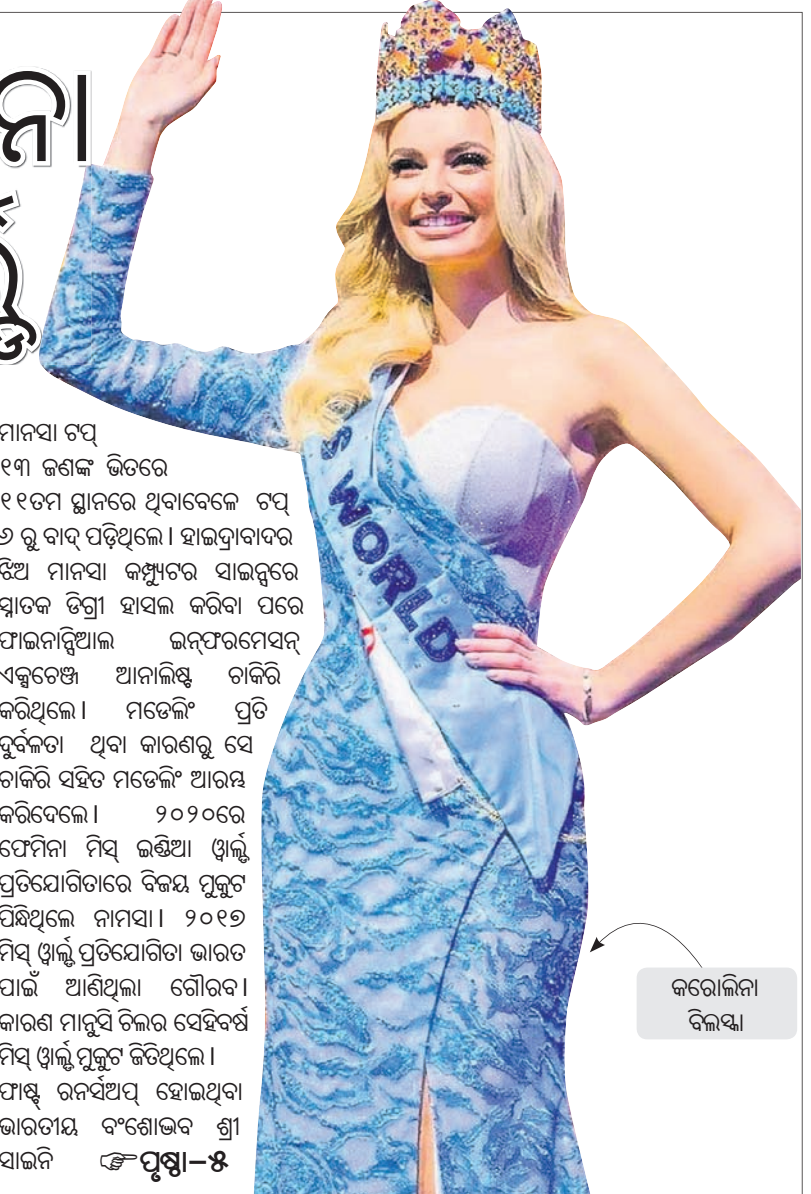 ନା
ମାନସା ଟପ୍
୧୩ ଜଣଙ୍କ ଭିତରେ
୧୧ତମ ସ୍ଥାନରେ ଥିବାବେଳେ ଟପ୍
୬ ରୁ ବାଦ୍ ପଡ଼ିଥିଲେ। ହାଇଦ୍ରାବାଦର
ଝିଅ ମାନସା କମ୍ପ୍ୟୁଟର ସାଇନ୍ସରେ
ସ୍ନାତକ ଡିଗ୍ରୀ ହାସଲ କରିବା ପରେ
ଫାଇନାନ୍ସିଆଲ ଇନ୍‌ଫରମେସନ୍
ଏକ୍ସଚେଞ୍ଜ ଆନାଲିଷ୍ଟ ଚାକିରି
କରିଥିଲେ। ମଡେଲିଂ ପ୍ରତି
ଦୁର୍ବଳତା ଥିବା କାରଣରୁ ସେ
ଚାକିରି ସହିତ ମଡେଲିଂ ଆରମ୍ଭ
କରିଦେଲେ। ୨୦୨୦ରେ
ଫେମିନା ମିସ୍ ଇଣ୍ଡିଆ ୱାର୍ଲ୍ଡ
ପ୍ରତିଯୋଗିତାରେ ବିଜୟ ମୁକୁଟ
ପିନ୍ଧିଥିଲେ ନାମସା। ୨୦୧୭
ମିସ୍ ୱାର୍ଲ୍ଡ ପ୍ରତିଯୋଗିତା ଭାରତ
ପାଇଁ ଆଣିଥିଲା ଗୌରବ।
କାରଣ ମାନୁସି ଚିଲର ସେହିବର୍ଷ
ମିସ୍ ୱାର୍ଲ୍ଡ ମୁକୁଟ ଜିତିଥିଲେ।
ଫାଷ୍ଟ ରନର୍ସଅପ୍ ହୋଇଥିବା
ଭାରତୀୟ ବଂଶୋଦ୍ଭବ ଶ୍ରୀ
ସାଇନି ☞ପୃଷ୍ଠା–୫
S WORLD
କରୋଲିନା
ବିଲସ୍କା